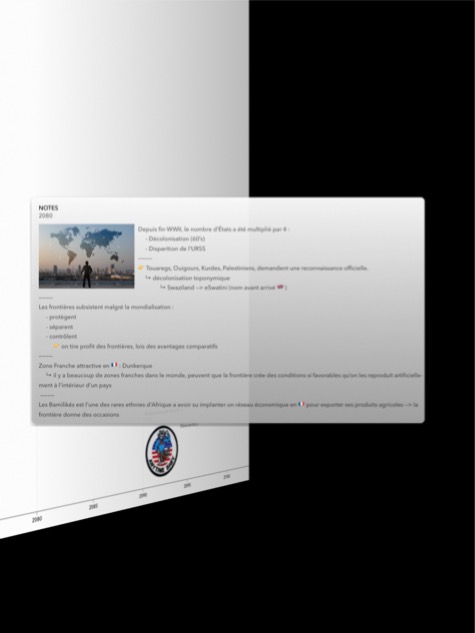 NOTES
2080
Depuis fin WWII, le nombre d'États a été multiplié par 4 :
- Décolonisation (60's)
- Disparition de l'URSS
👉 Touaregs, Ouïgours, Kurdes, Palestiniens, demandent une reconnaissance officielle.
↪ décolonisation toponymique
↪ Swaziland -> eSwatini (nom avant arrivé 🇬🇧)
Les frontières subsistent malgré la mondialisation :
- protègent
- séparent
- contrôlent
👉 on tire profit des frontières, lois des avantages comparatifs
Zone Franche attractive en 🇫🇷 : Dunkerque
↪ il y a beaucoup de zones franches dans le monde, peuvent que la frontière crée des conditions si favorables qu'on les reproduit artificielle-
ment à l'intérieur d'un pays
Les Bamilékés est l'une des rares ethnies d'Afrique a avoir su implanter un réseau économique en 🇫🇷 pour exporter ses produits agricoles -> la
frontière donne des occasions
2080
2085
2090
2095